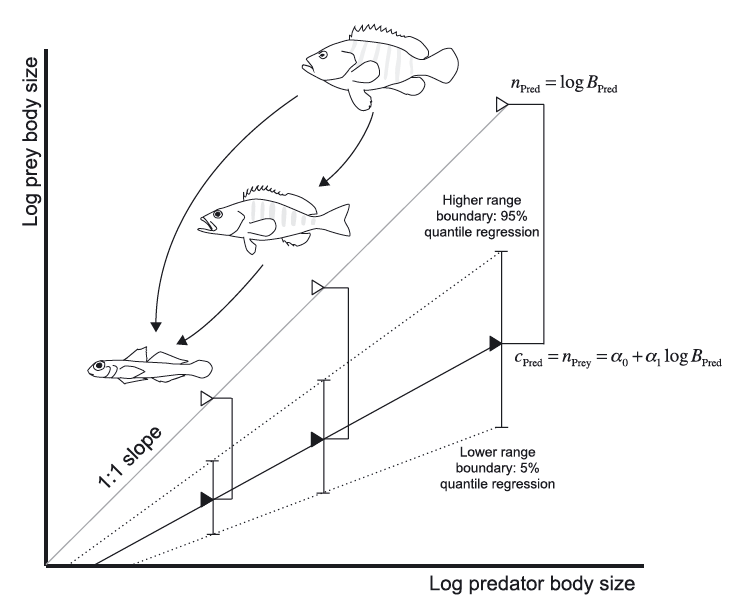 Log prey body size
n_Pred = log B_Pred
Higher range
boundary: 95%
quantile regression
c_Pred = n_Prey = α_0 + α_1 log B_Pred
1:1 slope
Lower range
boundary: 5%
quantile regression
Log predator body size